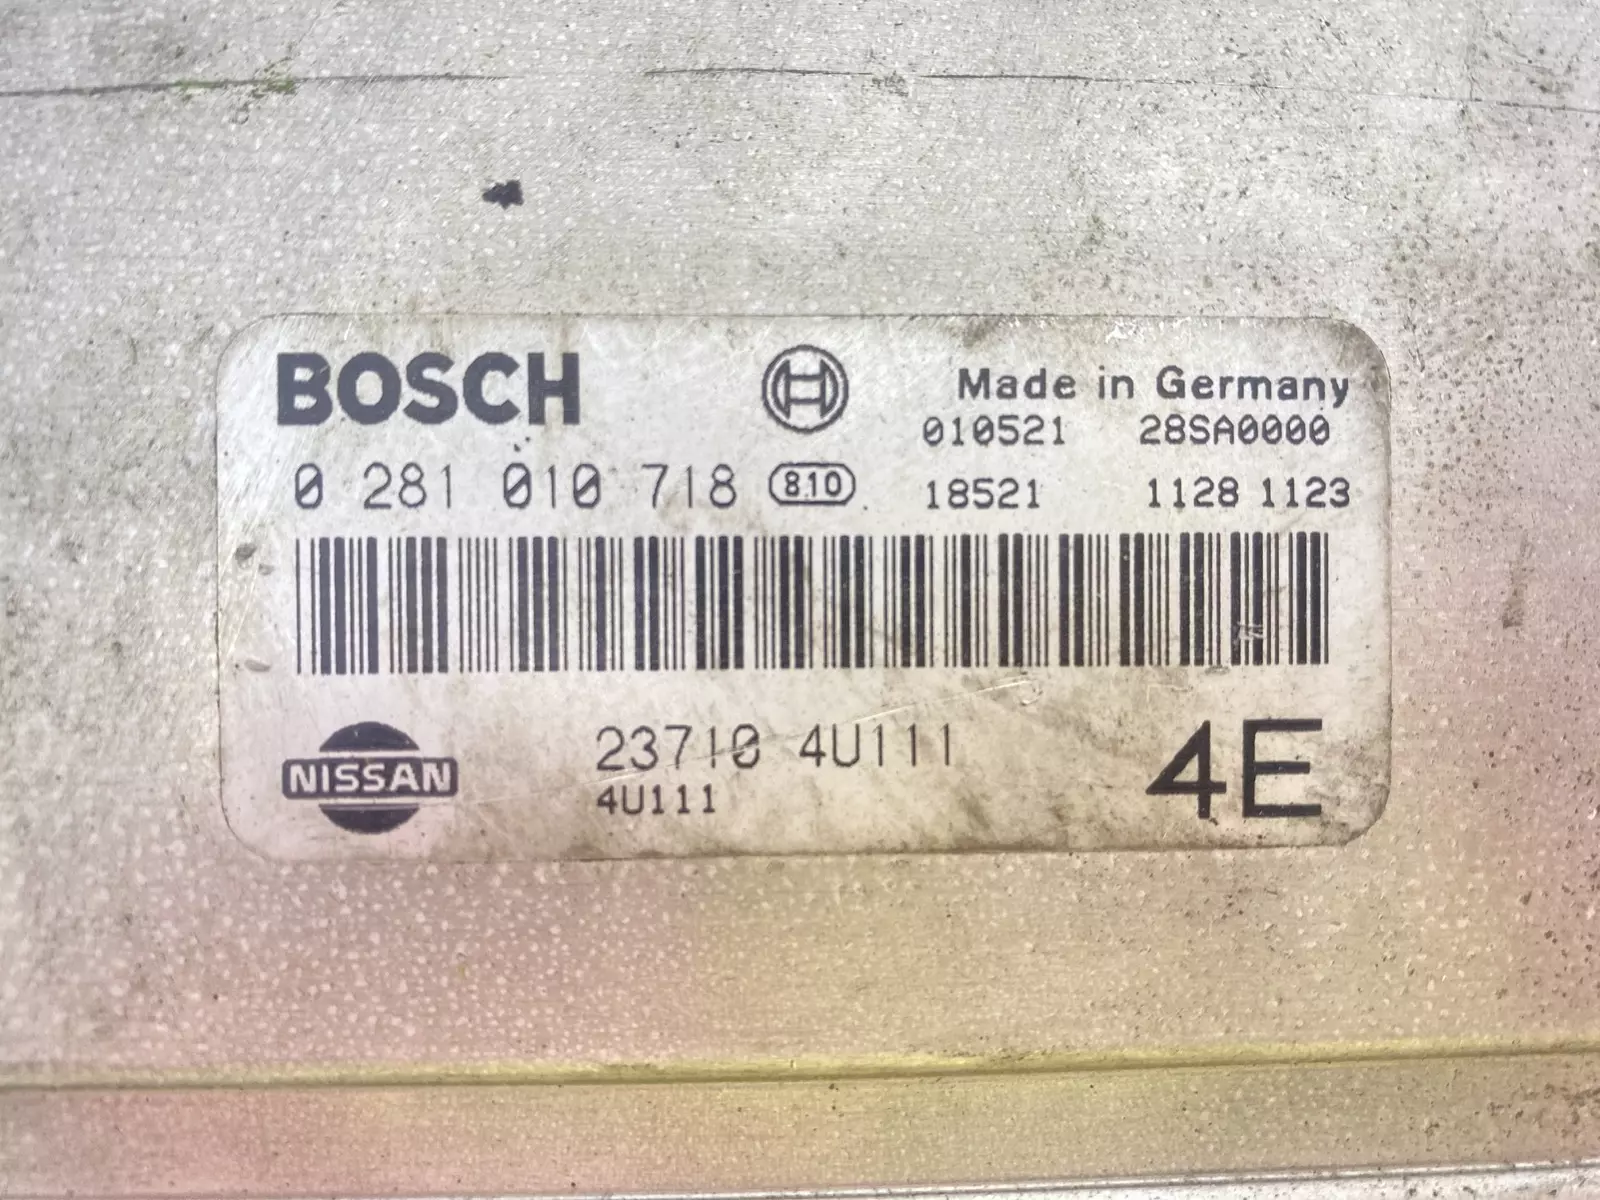 BOSCH
Made in Germany
010521 28SA0000
0 281 010 718 810 18521 1128 1123
NISSAN
23710 4U111
4U111
4E